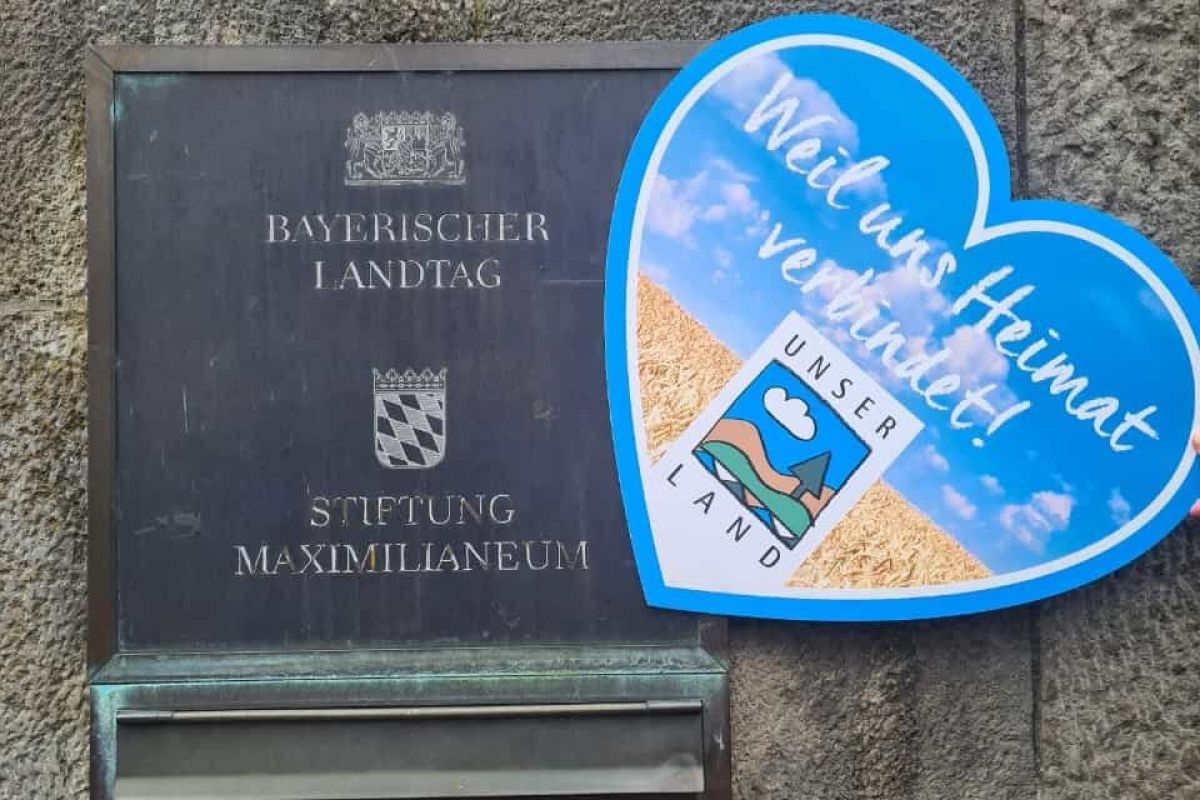 BAYERISCHER
LANDTAG
STIFTUNG
MAXIMILIANEUM
Weil uns Heimat
verbindet!
UNSER
LAND